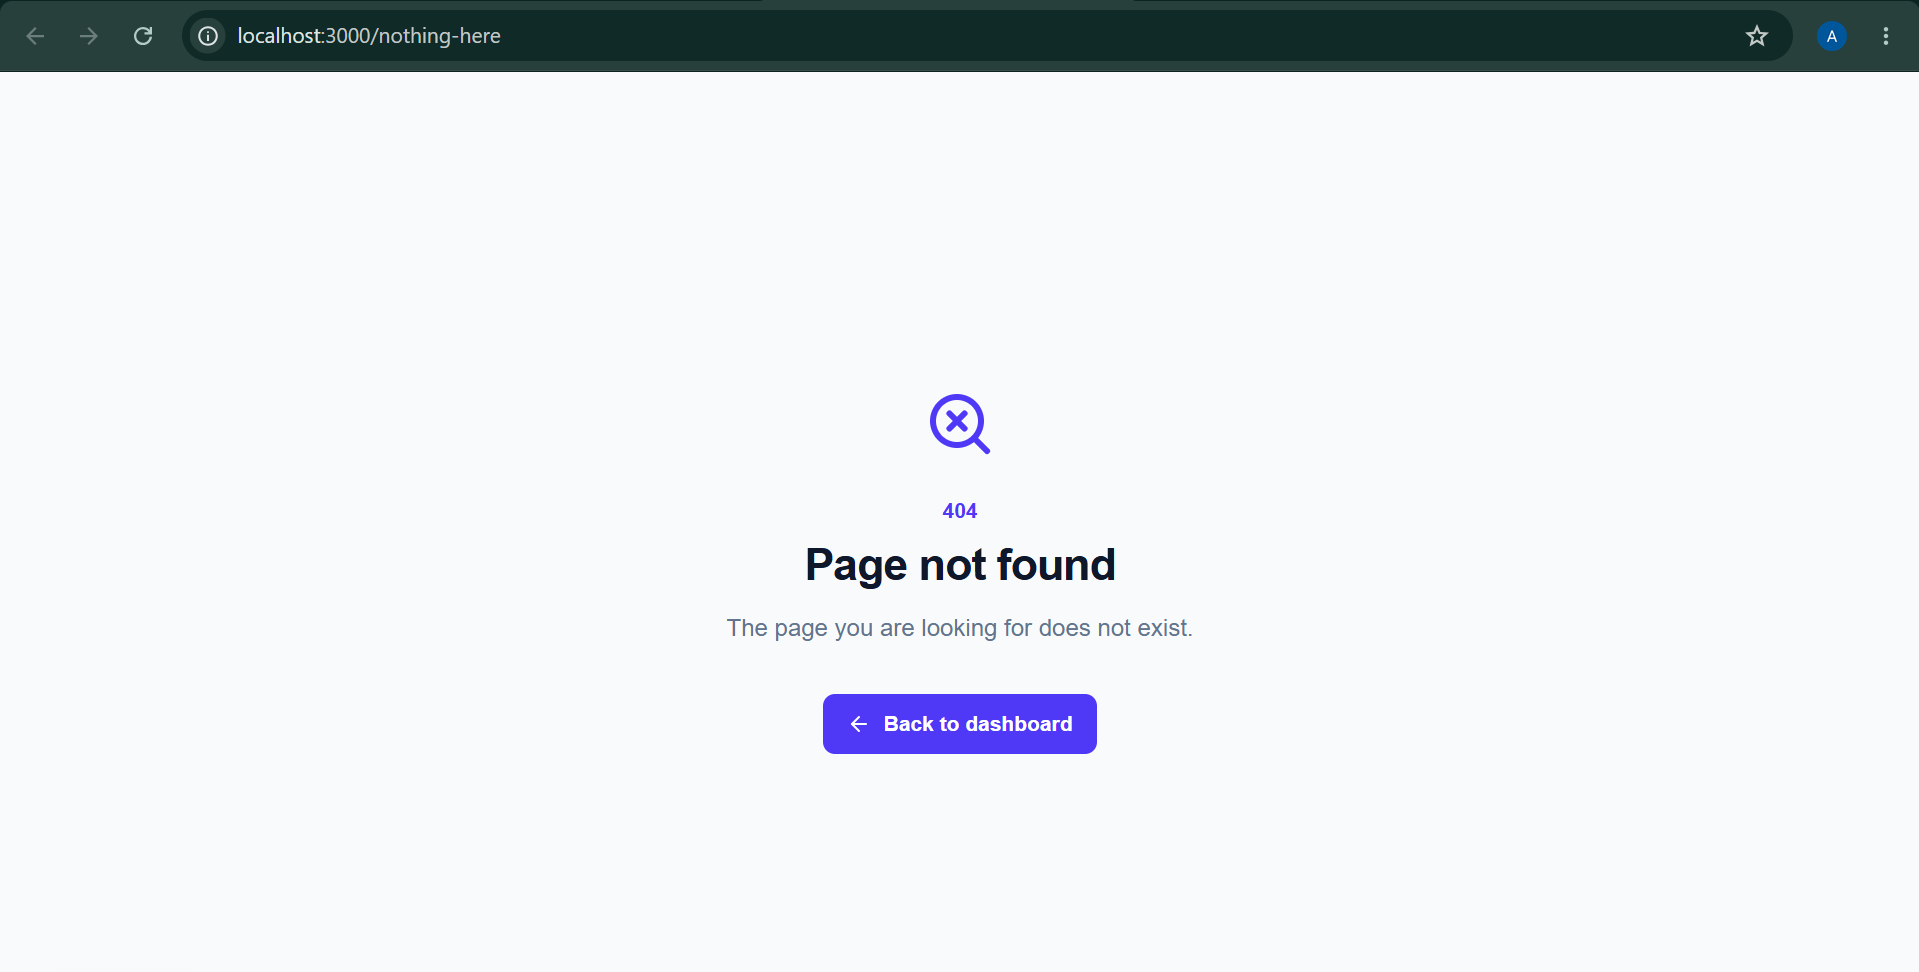 localhost:3000/nothing-here
A
404
Page not found
The page you are looking for does not exist.
Back to dashboard